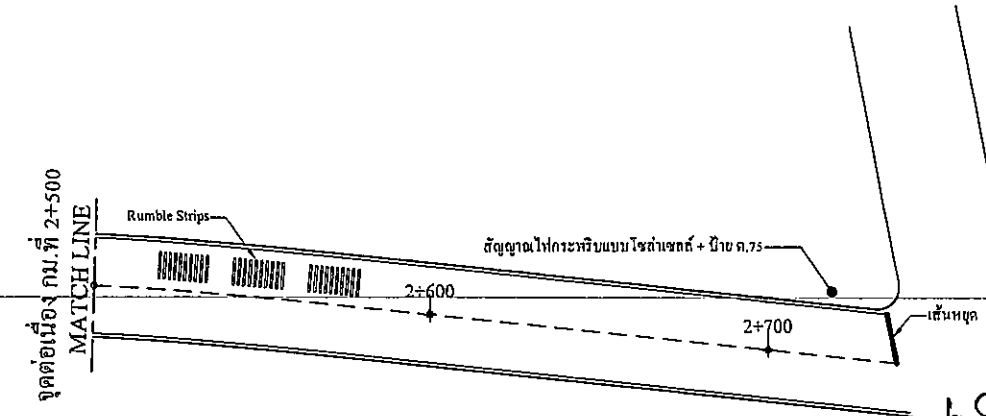 จุดต่อเนื่อง กม.ที่ 2+500
MATCH LINE
Rumble Strips
สัญญาณไฟกระพริบแบบโซล่าเซลล์ + ป้าย ต.75
2+600
2+700
เส้นหยุด